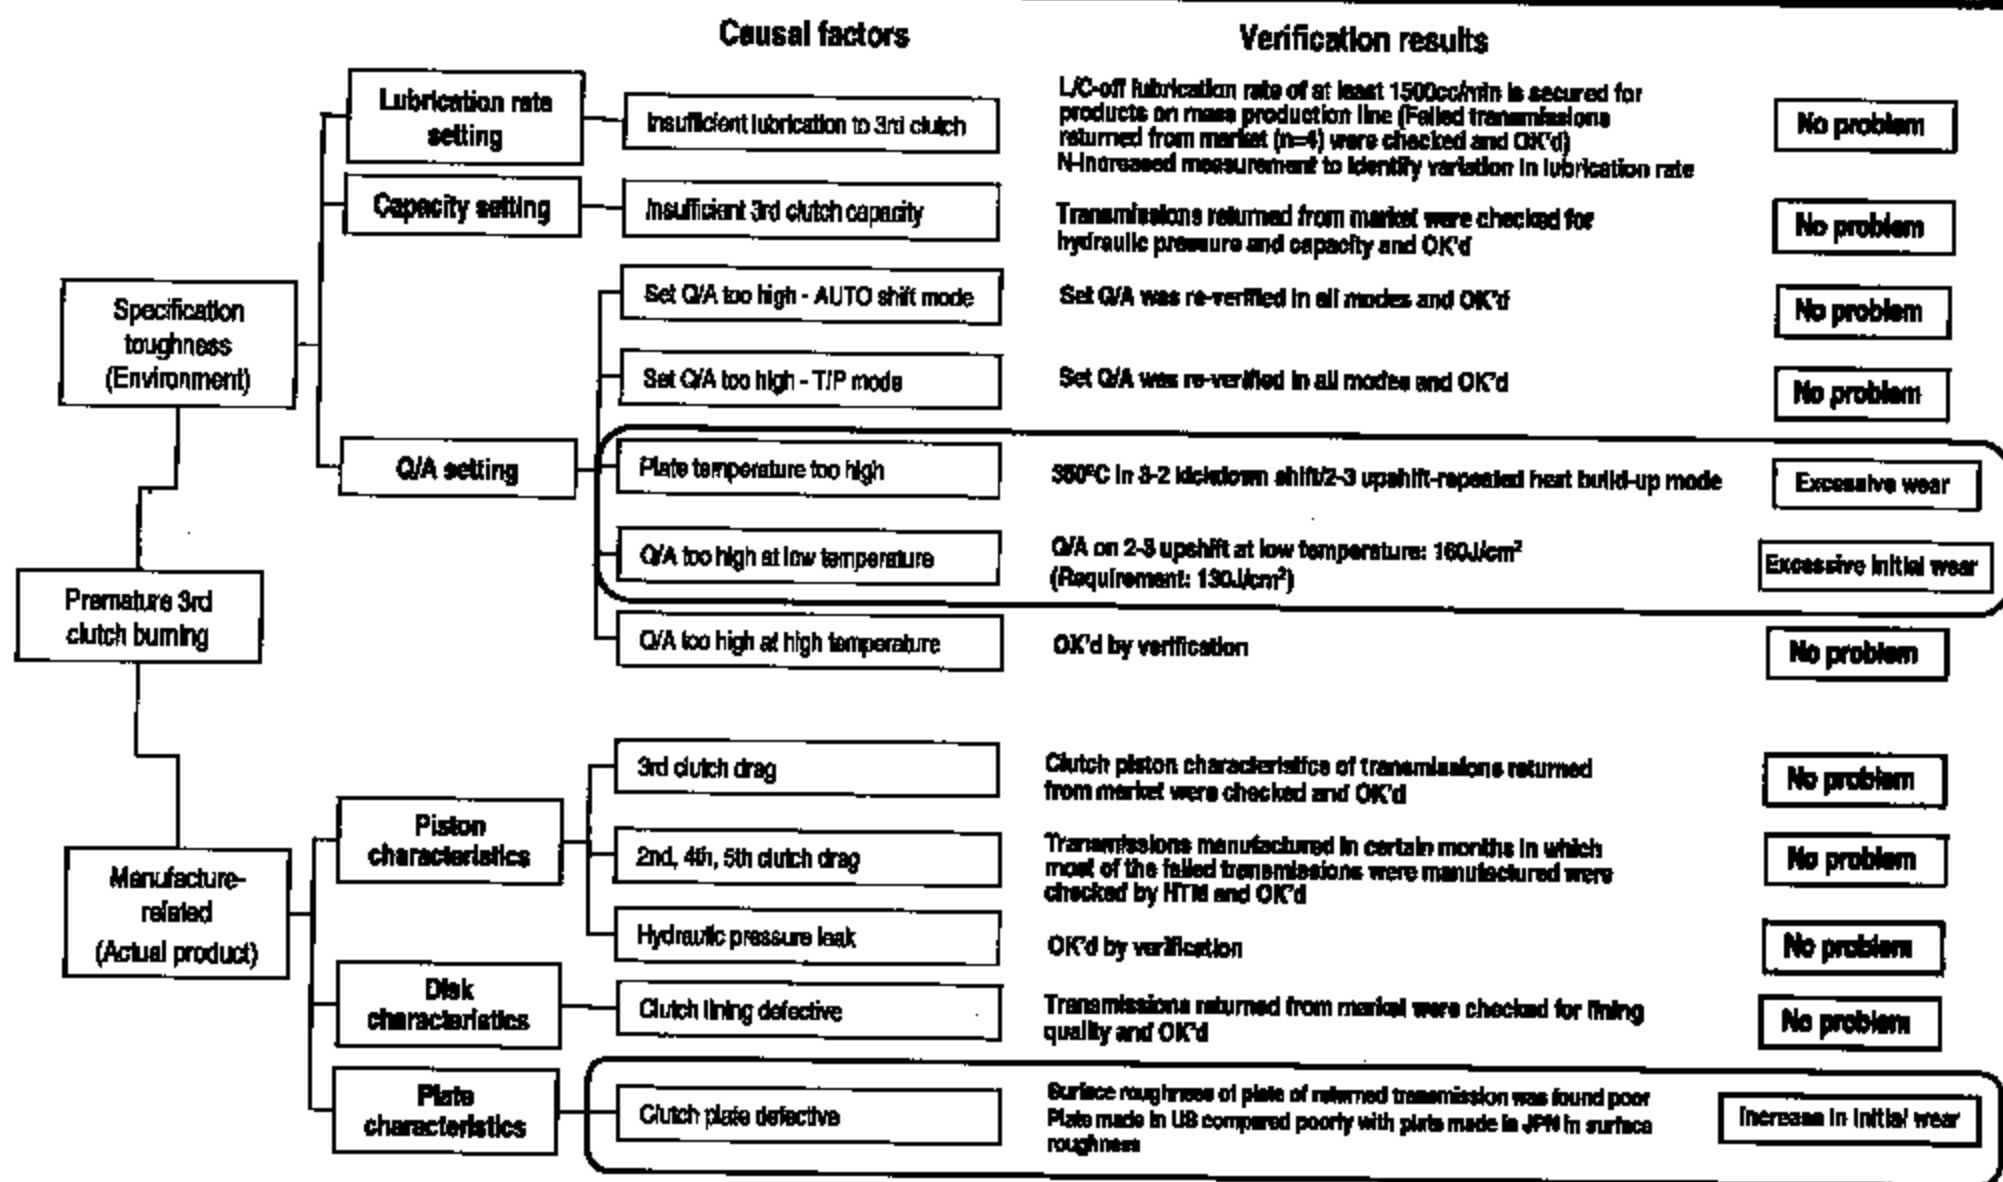 Causal factors
Verification results
Lubrication rate
setting
Insufficient lubrication to 3rd clutch
L/C-off lubrication rate of at least 1500cc/min is secured for
products on mass production line (Failed transmissions
returned from market (n=4) were checked and OK'd)
N-increased measurement to identify variation in lubrication rate
No problem
Capacity setting
Insufficient 3rd clutch capacity
Transmissions returned from market were checked for
hydraulic pressure and capacity and OK'd
No problem
Specification
toughness
(Environment)
Set Q/A too high - AUTO shift mode
Set Q/A was re-verified in all modes and OK'd
No problem
Set Q/A too high - T/P mode
Set Q/A was re-verified in all modes and OK'd
No problem
Q/A setting
Plate temperature too high
350°C in 3-2 kickdown shift/2-3 upshift-repeated heat build-up mode
Excessive wear
Q/A too high at low temperature
Q/A on 2-3 upshift at low temperature: 160J/cm²
(Requirement: 130J/cm²)
Excessive initial wear
Premature 3rd
clutch burning
Q/A too high at high temperature
OK'd by verification
No problem
3rd clutch drag
Clutch piston characteristics of transmissions returned
from market were checked and OK'd
No problem
Piston
characteristics
2nd, 4th, 5th clutch drag
Transmissions manufactured in certain months in which
most of the failed transmissions were manufactured were
checked by HTM and OK'd
No problem
Manufacture-
related
(Actual product)
Hydraulic pressure leak
OK'd by verification
No problem
Disk
characteristics
Clutch lining defective
Transmissions returned from market were checked for lining
quality and OK'd
No problem
Plate
characteristics
Clutch plate defective
Surface roughness of plate of returned transmission was found poor
Plate made in US compared poorly with plate made in JPN in surface
roughness
Increase in initial wear